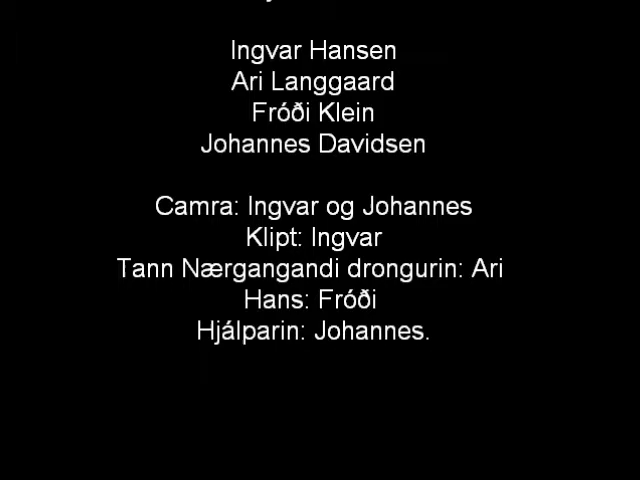 Ingvar Hansen
Ari Langgaard
Fróði Klein
Johannes Davidsen
Camra: Ingvar og Johannes
Klipt: Ingvar
Tann Nærgangandi drongurin: Ari
Hans: Fróði
Hjálparin: Johannes.